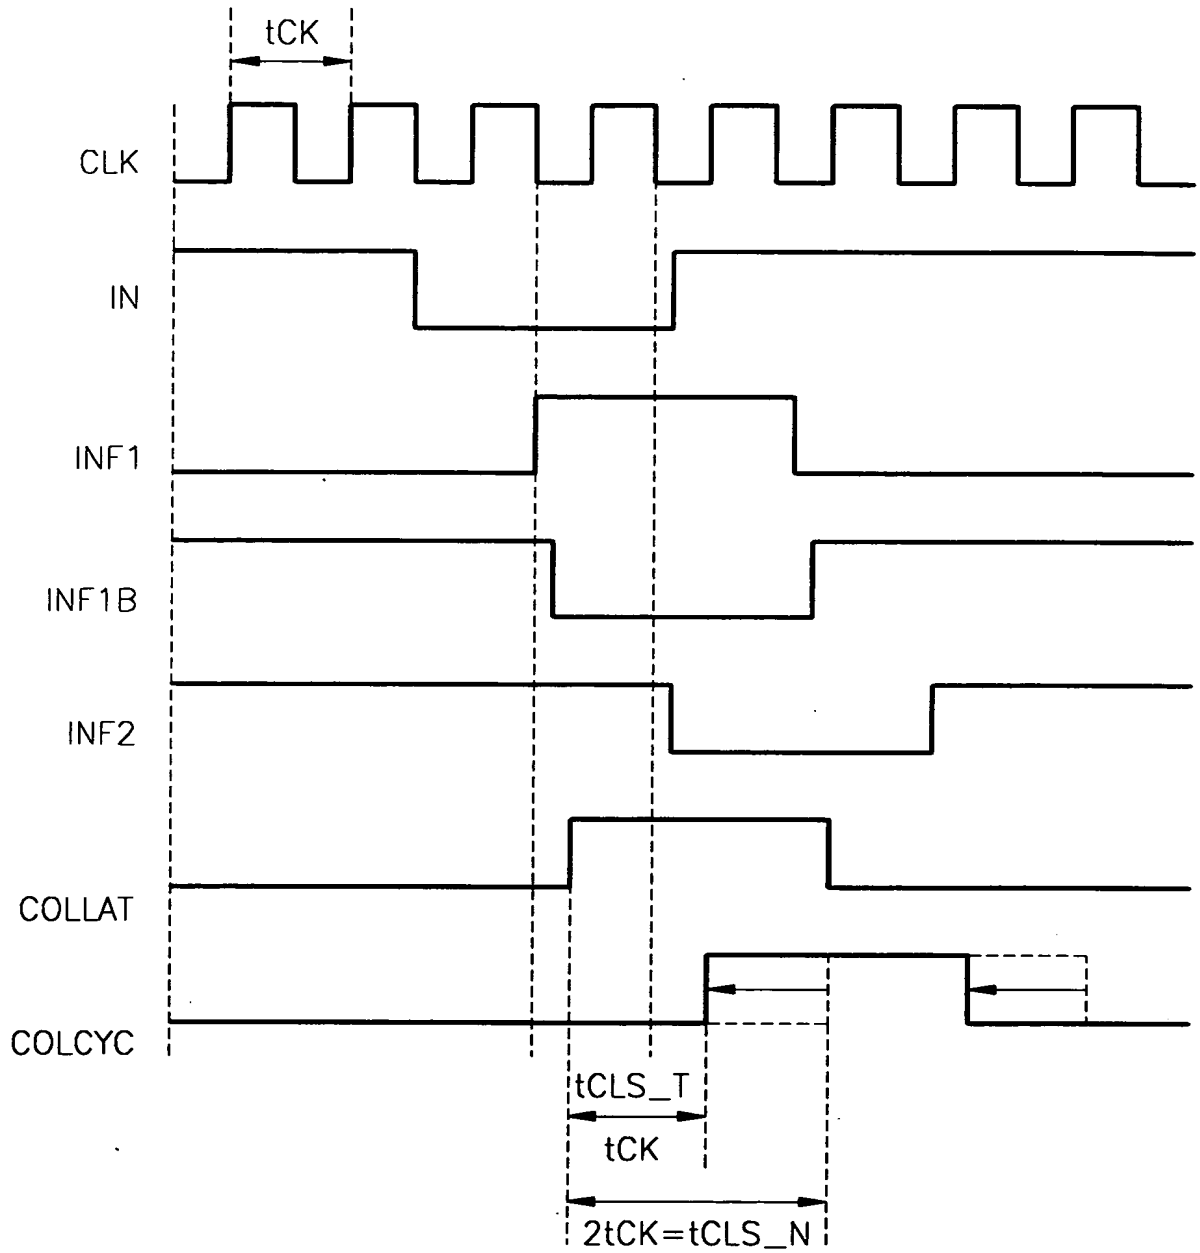 tCK
CLK
IN
INF1
INF1B
INF2
COLLAT
COLCYC
tCLS_T
tCK
2tCK=tCLS_N